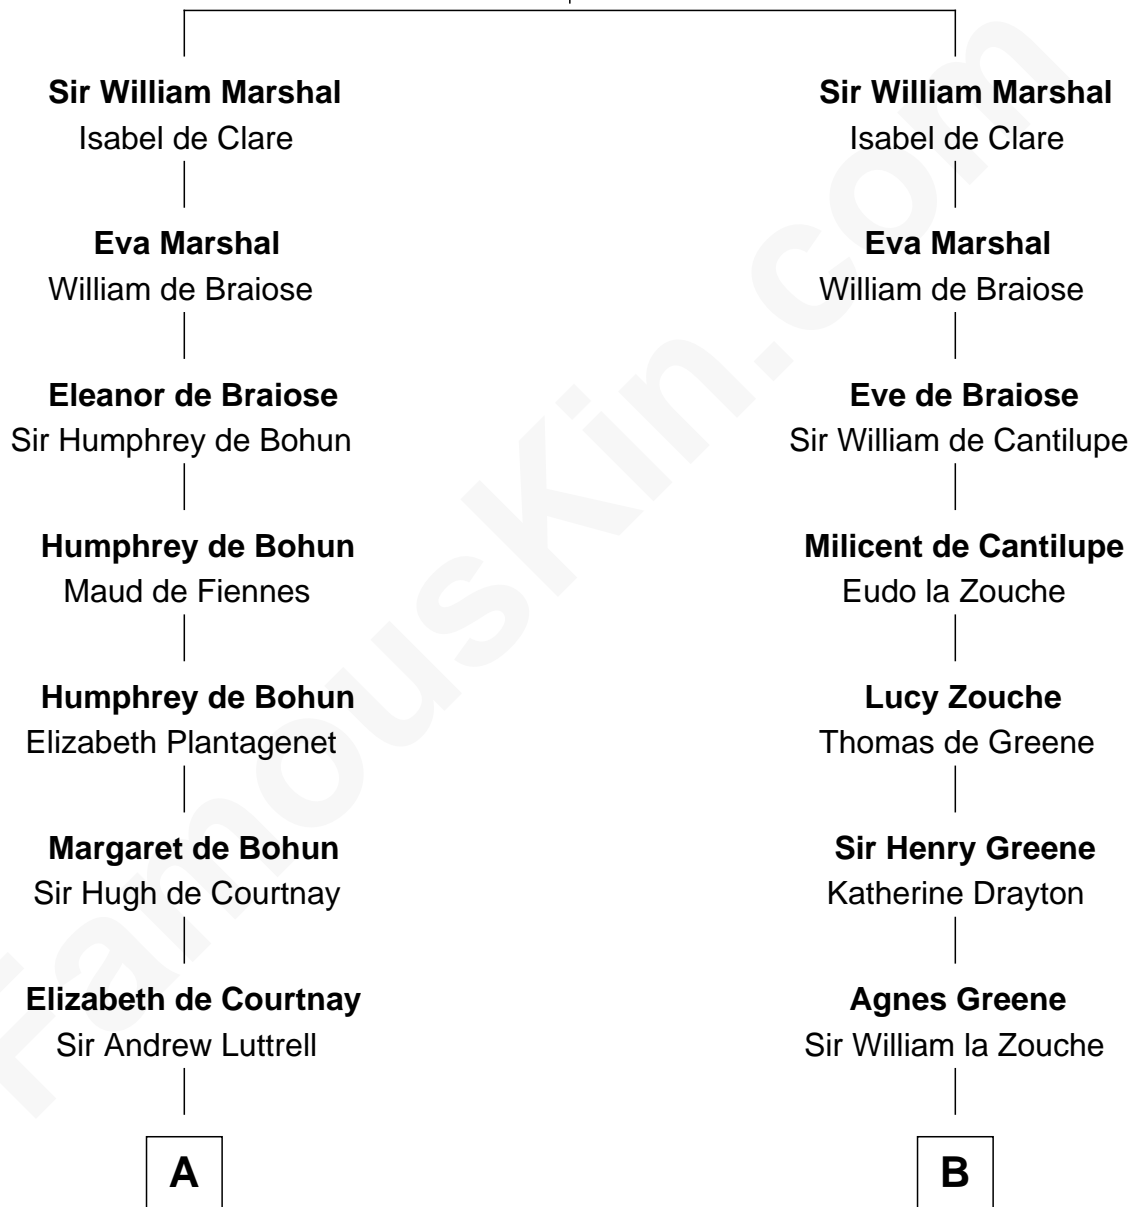 Sir William Marshal
Isabel de Clare
Eva Marshal
William de Braiose
Eleanor de Braiose
Sir Humphrey de Bohun
Humphrey de Bohun
Maud de Fiennes
Humphrey de Bohun
Elizabeth Plantagenet
Margaret de Bohun
Sir Hugh de Courtnay
Elizabeth de Courtnay
Sir Andrew Luttrell
A
Sir William Marshal
Isabel de Clare
Eva Marshal
William de Braiose
Eve de Braiose
Sir William de Cantilupe
Milicent de Cantilupe
Eudo la Zouche
Lucy Zouche
Thomas de Greene
Sir Henry Greene
Katherine Drayton
Agnes Greene
Sir William la Zouche
B
FamousKin.com